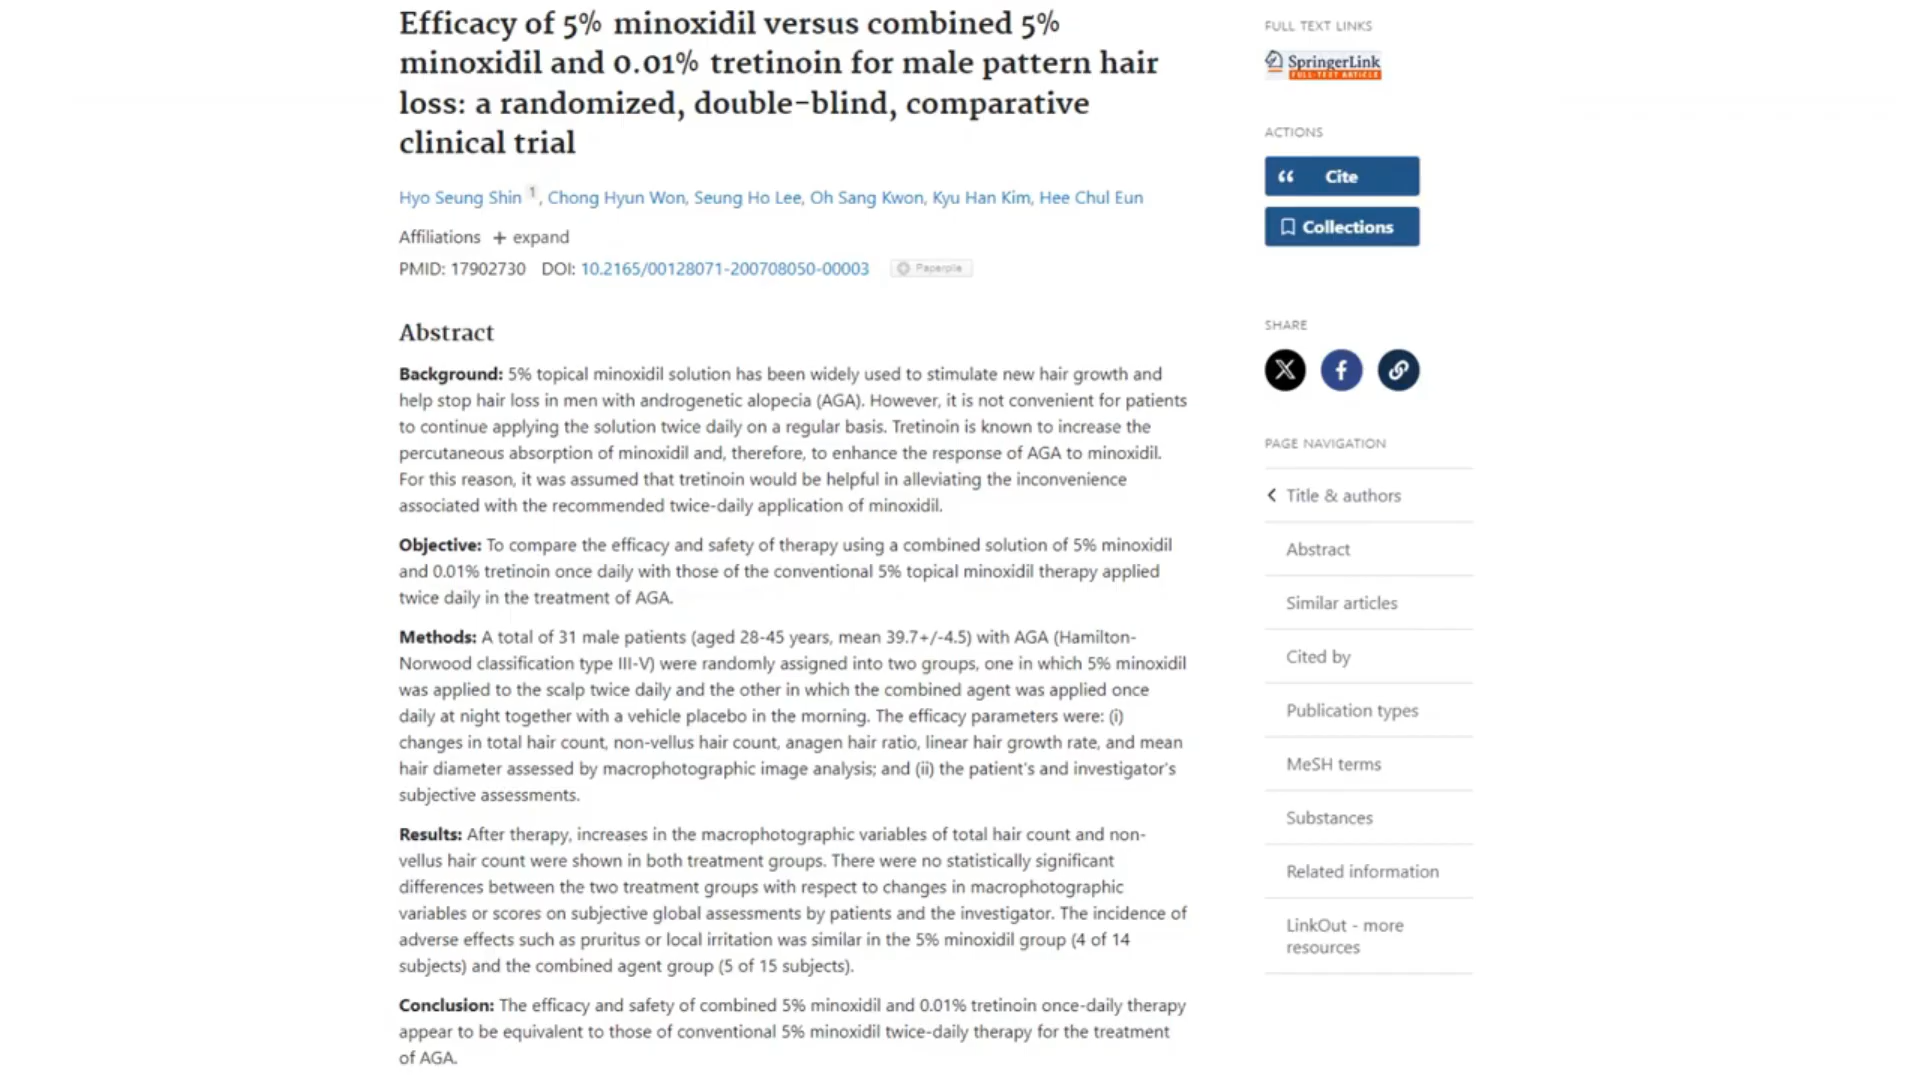 Efficacy of 5% minoxidil versus combined 5%
minoxidil and 0.01% tretinoin for male pattern hair
loss: a randomized, double-blind, comparative
clinical trial
Hyo Seung Shin 1, Chong Hyun Won, Seung Ho Lee, Oh Sang Kwon, Kyu Han Kim, Hee Chul Eun
Affiliations + expand
PMID: 17902730 DOI: 10.2165/00128071-200708050-00003 Paperpile
Abstract
Background: 5% topical minoxidil solution has been widely used to stimulate new hair growth and
help stop hair loss in men with androgenetic alopecia (AGA). However, it is not convenient for patients
to continue applying the solution twice daily on a regular basis. Tretinoin is known to increase the
percutaneous absorption of minoxidil and, therefore, to enhance the response of AGA to minoxidil.
For this reason, it was assumed that tretinoin would be helpful in alleviating the inconvenience
associated with the recommended twice-daily application of minoxidil.
Objective: To compare the efficacy and safety of therapy using a combined solution of 5% minoxidil
and 0.01% tretinoin once daily with those of the conventional 5% topical minoxidil therapy applied
twice daily in the treatment of AGA.
Methods: A total of 31 male patients (aged 28-45 years, mean 39.7+/-4.5) with AGA (Hamilton-
Norwood classification type III-V) were randomly assigned into two groups, one in which 5% minoxidil
was applied to the scalp twice daily and the other in which the combined agent was applied once
daily at night together with a vehicle placebo in the morning. The efficacy parameters were: (i)
changes in total hair count, non-vellus hair count, anagen hair ratio, linear hair growth rate, and mean
hair diameter assessed by macrophotographic image analysis; and (ii) the patient's and investigator's
subjective assessments.
Results: After therapy, increases in the macrophotographic variables of total hair count and non-
vellus hair count were shown in both treatment groups. There were no statistically significant
differences between the two treatment groups with respect to changes in macrophotographic
variables or scores on subjective global assessments by patients and the investigator. The incidence of
adverse effects such as pruritus or local irritation was similar in the 5% minoxidil group (4 of 14
subjects) and the combined agent group (5 of 15 subjects).
Conclusion: The efficacy and safety of combined 5% minoxidil and 0.01% tretinoin once-daily therapy
appear to be equivalent to those of conventional 5% minoxidil twice-daily therapy for the treatment
of AGA.
FULL TEXT LINKS
SpringerLink
FULL-TEXT ARTICLE
ACTIONS
Cite
Collections
SHARE
PAGE NAVIGATION
Title & authors
Abstract
Similar articles
Cited by
Publication types
MeSH terms
Substances
Related information
LinkOut - more
resources